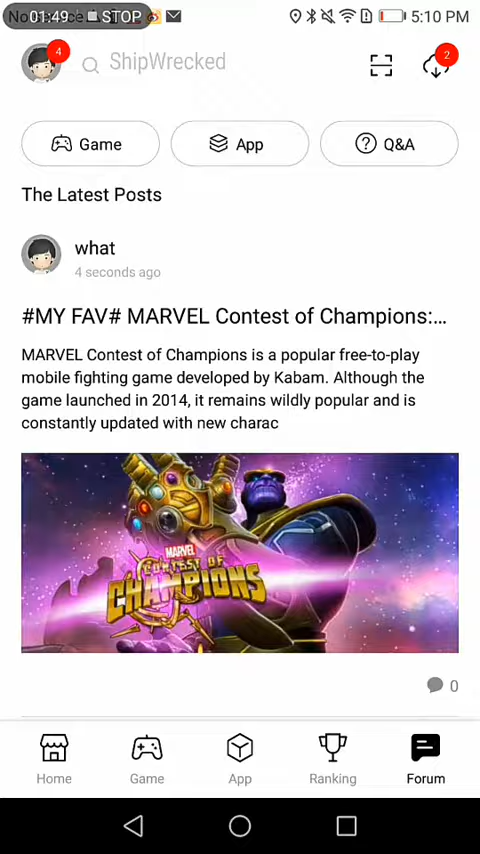 01:49 STOP
5:10 PM
4
ShipWrecked
2
Game
App
Q&A
The Latest Posts
what
4 seconds ago
#MY FAV# MARVEL Contest of Champions:...
MARVEL Contest of Champions is a popular free-to-play
mobile fighting game developed by Kabam. Although the
game launched in 2014, it remains wildly popular and is
constantly updated with new charac
MARVEL
CONTEST OF
CHAMPIONS
0
Home
Game
App
Ranking
Forum